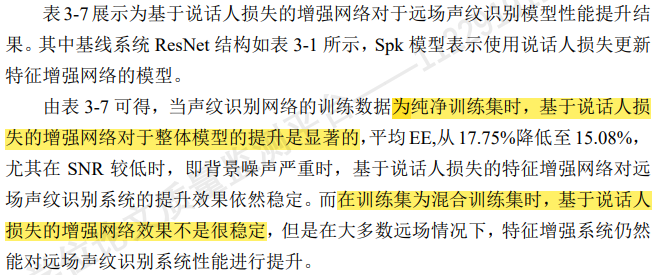 表 3-7 展示为基于说话人损失的增强网络对于远场声纹识别模型性能提升结
果。其中基线系统 ResNet 结构如表 3-1 所示，Spk 模型表示使用说话人损失更新
特征增强网络的模型。
由表 3-7 可得，当声纹识别网络的训练数据为纯净训练集时，基于说话人损
失的增强网络对于整体模型的提升是显著的，平均 EE,从 17.75%降低至 15.08%，
尤其在 SNR 较低时，即背景噪声严重时，基于说话人损失的特征增强网络对远
场声纹识别系统的提升效果依然稳定。而在训练集为混合训练集时，基于说话人
损失的增强网络效果不是很稳定，但是在大多数远场情况下，特征增强系统仍然
能对远场声纹识别系统性能进行提升。